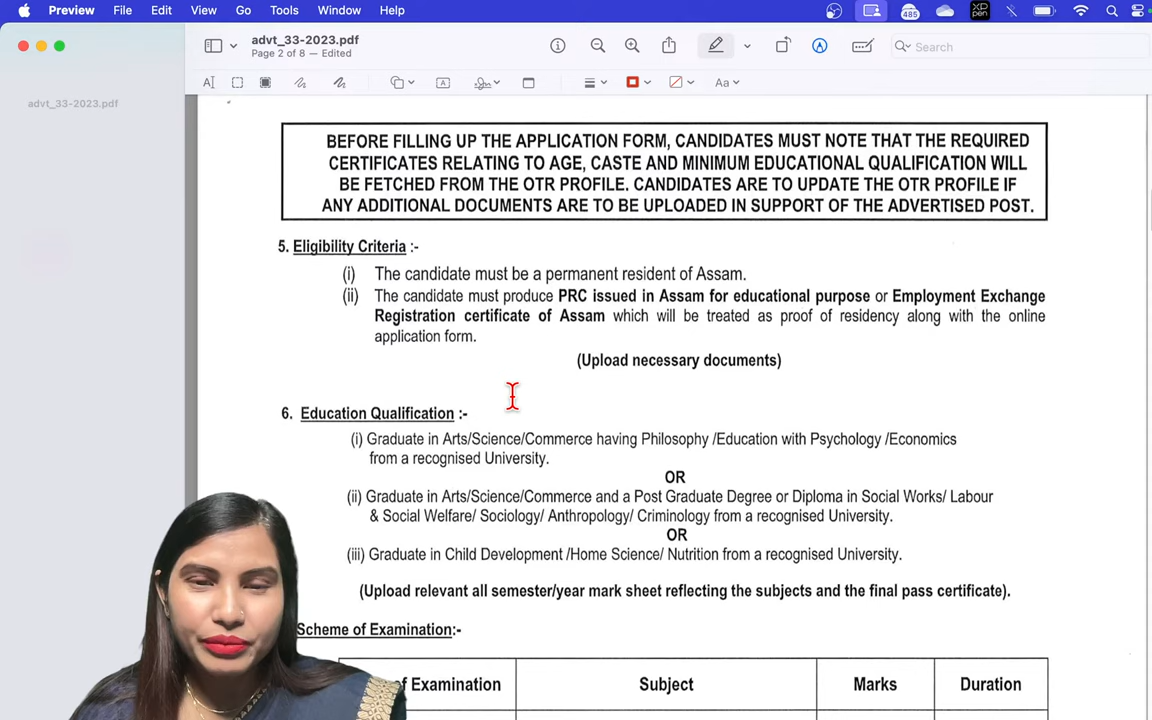 Preview File Edit View Go Tools Window Help
485
XD
pen
advt_33-2023.pdf
Page 2 of 8 — Edited
Search
Aa
advt_33-2023.pdf
BEFORE FILLING UP THE APPLICATION FORM, CANDIDATES MUST NOTE THAT THE REQUIRED
CERTIFICATES RELATING TO AGE, CASTE AND MINIMUM EDUCATIONAL QUALIFICATION WILL
BE FETCHED FROM THE OTR PROFILE. CANDIDATES ARE TO UPDATE THE OTR PROFILE IF
ANY ADDITIONAL DOCUMENTS ARE TO BE UPLOADED IN SUPPORT OF THE ADVERTISED POST.
5. Eligibility Criteria :-
(i) The candidate must be a permanent resident of Assam.
(ii) The candidate must produce PRC issued in Assam for educational purpose or Employment Exchange
Registration certificate of Assam which will be treated as proof of residency along with the online
application form.
(Upload necessary documents)
6. Education Qualification :-
(i) Graduate in Arts/Science/Commerce having Philosophy /Education with Psychology /Economics
from a recognised University.
OR
(ii) Graduate in Arts/Science/Commerce and a Post Graduate Degree or Diploma in Social Works/ Labour
& Social Welfare/ Sociology/ Anthropology/ Criminology from a recognised University.
OR
(iii) Graduate in Child Development /Home Science/ Nutrition from a recognised University.
(Upload relevant all semester/year mark sheet reflecting the subjects and the final pass certificate).
Scheme of Examination:-
of Examination Subject Marks Duration